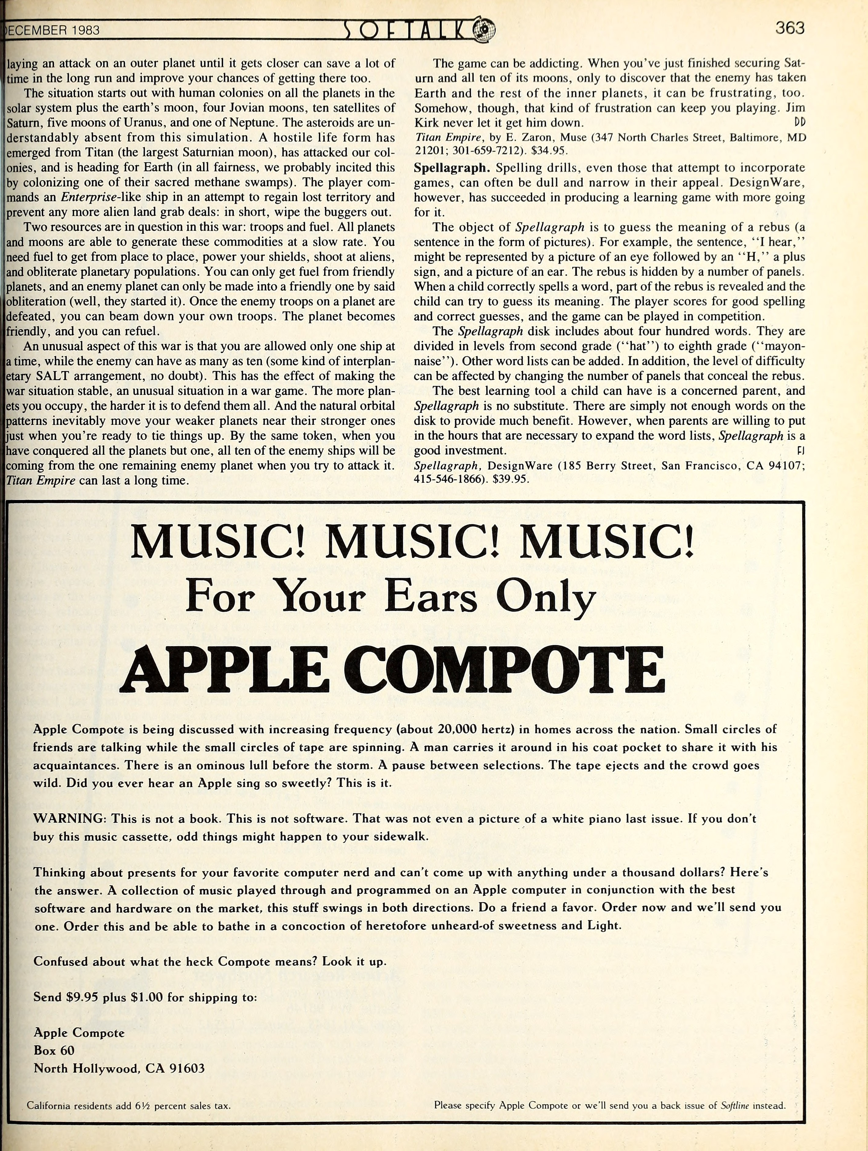 DECEMBER 1983
SOFTALK
363
laying an attack on an outer planet until it gets closer can save a lot of
time in the long run and improve your chances of getting there too.
The situation starts out with human colonies on all the planets in the
solar system plus the earth's moon, four Jovian moons, ten satellites of
Saturn, five moons of Uranus, and one of Neptune. The asteroids are un-
derstandably absent from this simulation. A hostile life form has
emerged from Titan (the largest Saturnian moon), has attacked our col-
onies, and is heading for Earth (in all fairness, we probably incited this
by colonizing one of their sacred methane swamps). The player com-
mands an Enterprise-like ship in an attempt to regain lost territory and
prevent any more alien land grab deals: in short, wipe the buggers out.
Two resources are in question in this war: troops and fuel. All planets
and moons are able to generate these commodities at a slow rate. You
need fuel to get from place to place, power your shields, shoot at aliens,
and obliterate planetary populations. You can only get fuel from friendly
planets, and an enemy planet can only be made into a friendly one by said
obliteration (well, they started it). Once the enemy troops on a planet are
defeated, you can beam down your own troops. The planet becomes
friendly, and you can refuel.
An unusual aspect of this war is that you are allowed only one ship at
a time, while the enemy can have as many as ten (some kind of interplan-
etary SALT arrangement, no doubt). This has the effect of making the
war situation stable, an unusual situation in a war game. The more plan-
ets you occupy, the harder it is to defend them all. And the natural orbital
patterns inevitably move your weaker planets near their stronger ones
just when you're ready to tie things up. By the same token, when you
have conquered all the planets but one, all ten of the enemy ships will be
coming from the one remaining enemy planet when you try to attack it.
Titan Empire can last a long time.
The game can be addicting. When you've just finished securing Sat-
urn and all ten of its moons, only to discover that the enemy has taken
Earth and the rest of the inner planets, it can be frustrating, too.
Somehow, though, that kind of frustration can keep you playing. Jim
Kirk never let it get him down. DD
Titan Empire, by E. Zaron, Muse (347 North Charles Street, Baltimore, MD
21201; 301-659-7212). $34.95.
Spellagraph. Spelling drills, even those that attempt to incorporate
games, can often be dull and narrow in their appeal. DesignWare,
however, has succeeded in producing a learning game with more going
for it.
The object of Spellagraph is to guess the meaning of a rebus (a
sentence in the form of pictures). For example, the sentence, "I hear,"
might be represented by a picture of an eye followed by an "H," a plus
sign, and a picture of an ear. The rebus is hidden by a number of panels.
When a child correctly spells a word, part of the rebus is revealed and the
child can try to guess its meaning. The player scores for good spelling
and correct guesses, and the game can be played in competition.
The Spellagraph disk includes about four hundred words. They are
divided in levels from second grade ("hat") to eighth grade ("mayon-
naise"). Other word lists can be added. In addition, the level of difficulty
can be affected by changing the number of panels that conceal the rebus.
The best learning tool a child can have is a concerned parent, and
Spellagraph is no substitute. There are simply not enough words on the
disk to provide much benefit. However, when parents are willing to put
in the hours that are necessary to expand the word lists, Spellagraph is a
good investment.
Spellagraph, DesignWare (185 Berry Street, San Francisco, CA 94107;
415-546-1866). $39.95.
MUSIC! MUSIC! MUSIC!
For Your Ears Only
APPLE COMPOTE
Apple Compote is being discussed with increasing frequency (about 20,000 hertz) in homes across the nation. Small circles of
friends are talking while the small circles of tape are spinning. A man carries it around in his coat pocket to share it with his
acquaintances. There is an ominous lull before the storm. A pause between selections. The tape ejects and the crowd goes
wild. Did you ever hear an Apple sing so sweetly? This is it.
WARNING: This is not a book. This is not software. That was not even a picture of a white piano last issue. If you don't
buy this music cassette, odd things might happen to your sidewalk.
Thinking about presents for your favorite computer nerd and can't come up with anything under a thousand dollars? Here's
the answer. A collection of music played through and programmed on an Apple computer in conjunction with the best
software and hardware on the market, this stuff swings in both directions. Do a friend a favor. Order now and we'll send you
one. Order this and be able to bathe in a concoction of heretofore unheard-of sweetness and Light.
Confused about what the heck Compote means? Look it up.
Send $9.95 plus $1.00 for shipping to:
Apple Compote
Box 60
North Hollywood, CA 91603
California residents add 6½ percent sales tax.
Please specify Apple Compote or we'll send you a back issue of Softline instead.